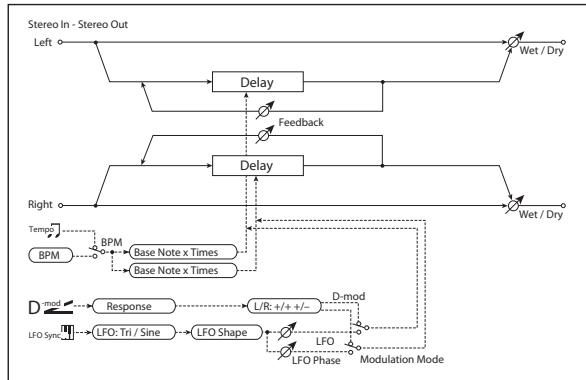 Stereo In - Stereo Out
Left
Wet / Dry
Delay
Feedback
Delay
Right
Wet / Dry
Tempo
BPM
BPM
Base Note x Times
Base Note x Times
D-mod
Response
L/R: +/+ +/–
D-mod
LFO Sync
LFO: Tri / Sine
LFO Shape
LFO
LFO Phase
Modulation Mode